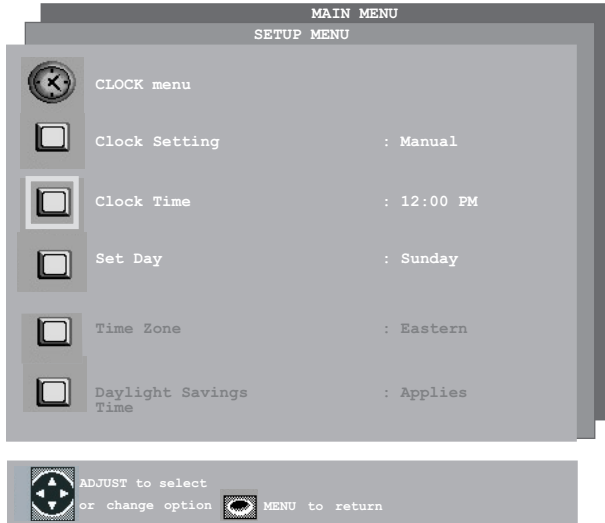 MAIN MENU
SETUP MENU
CLOCK menu
Clock Setting : Manual
Clock Time : 12:00 PM
Set Day : Sunday
Time Zone : Eastern
Daylight Savings : Applies
Time
ADJUST to select
or change option MENU to return